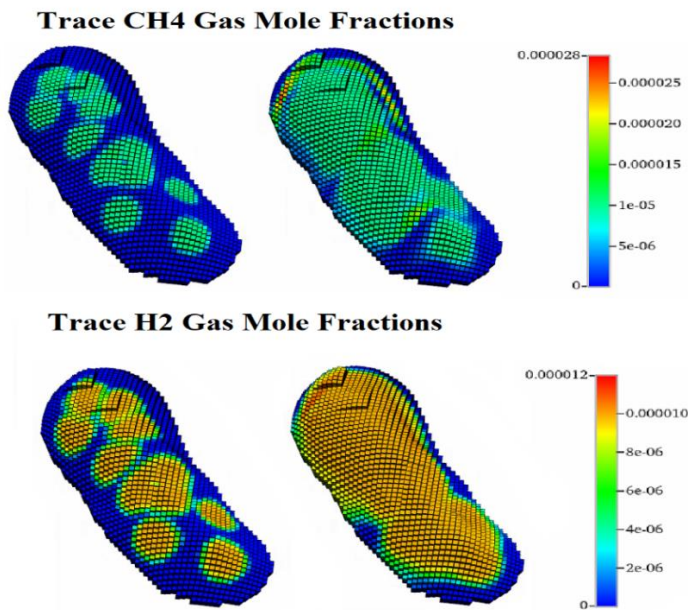 Trace CH4 Gas Mole Fractions
0.000028
0.000025
0.000020
0.000015
1e-05
5e-06
0
Trace H2 Gas Mole Fractions
0.000012
0.000010
8e-06
6e-06
4e-06
2e-06
0